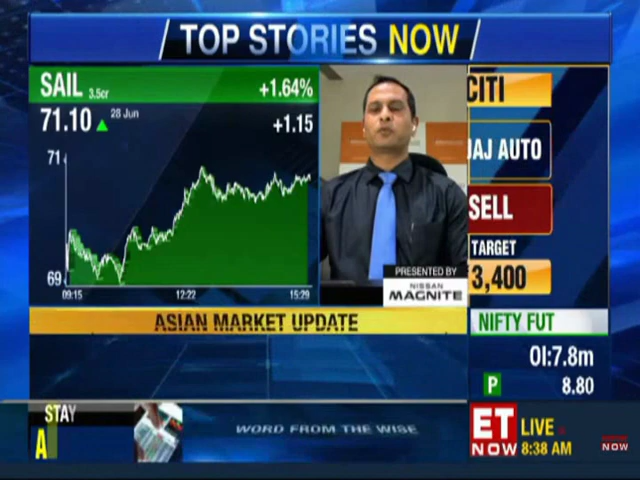 TOP STORIES NOW
SAIL 3.5cr +1.64%
71.10 28 Jun +1.15
71
69
09:15 12:22 15:29
PRESENTED BY
NISSAN
MAGNITE
CITI
JAJ AUTO
SELL
TARGET
₹3,400
ASIAN MARKET UPDATE
NIFTY FUT
OI:7.8m
P 8.80
STAY
A
WORD FROM THE WISE
ET
NOW
LIVE
8:38 AM
NOW